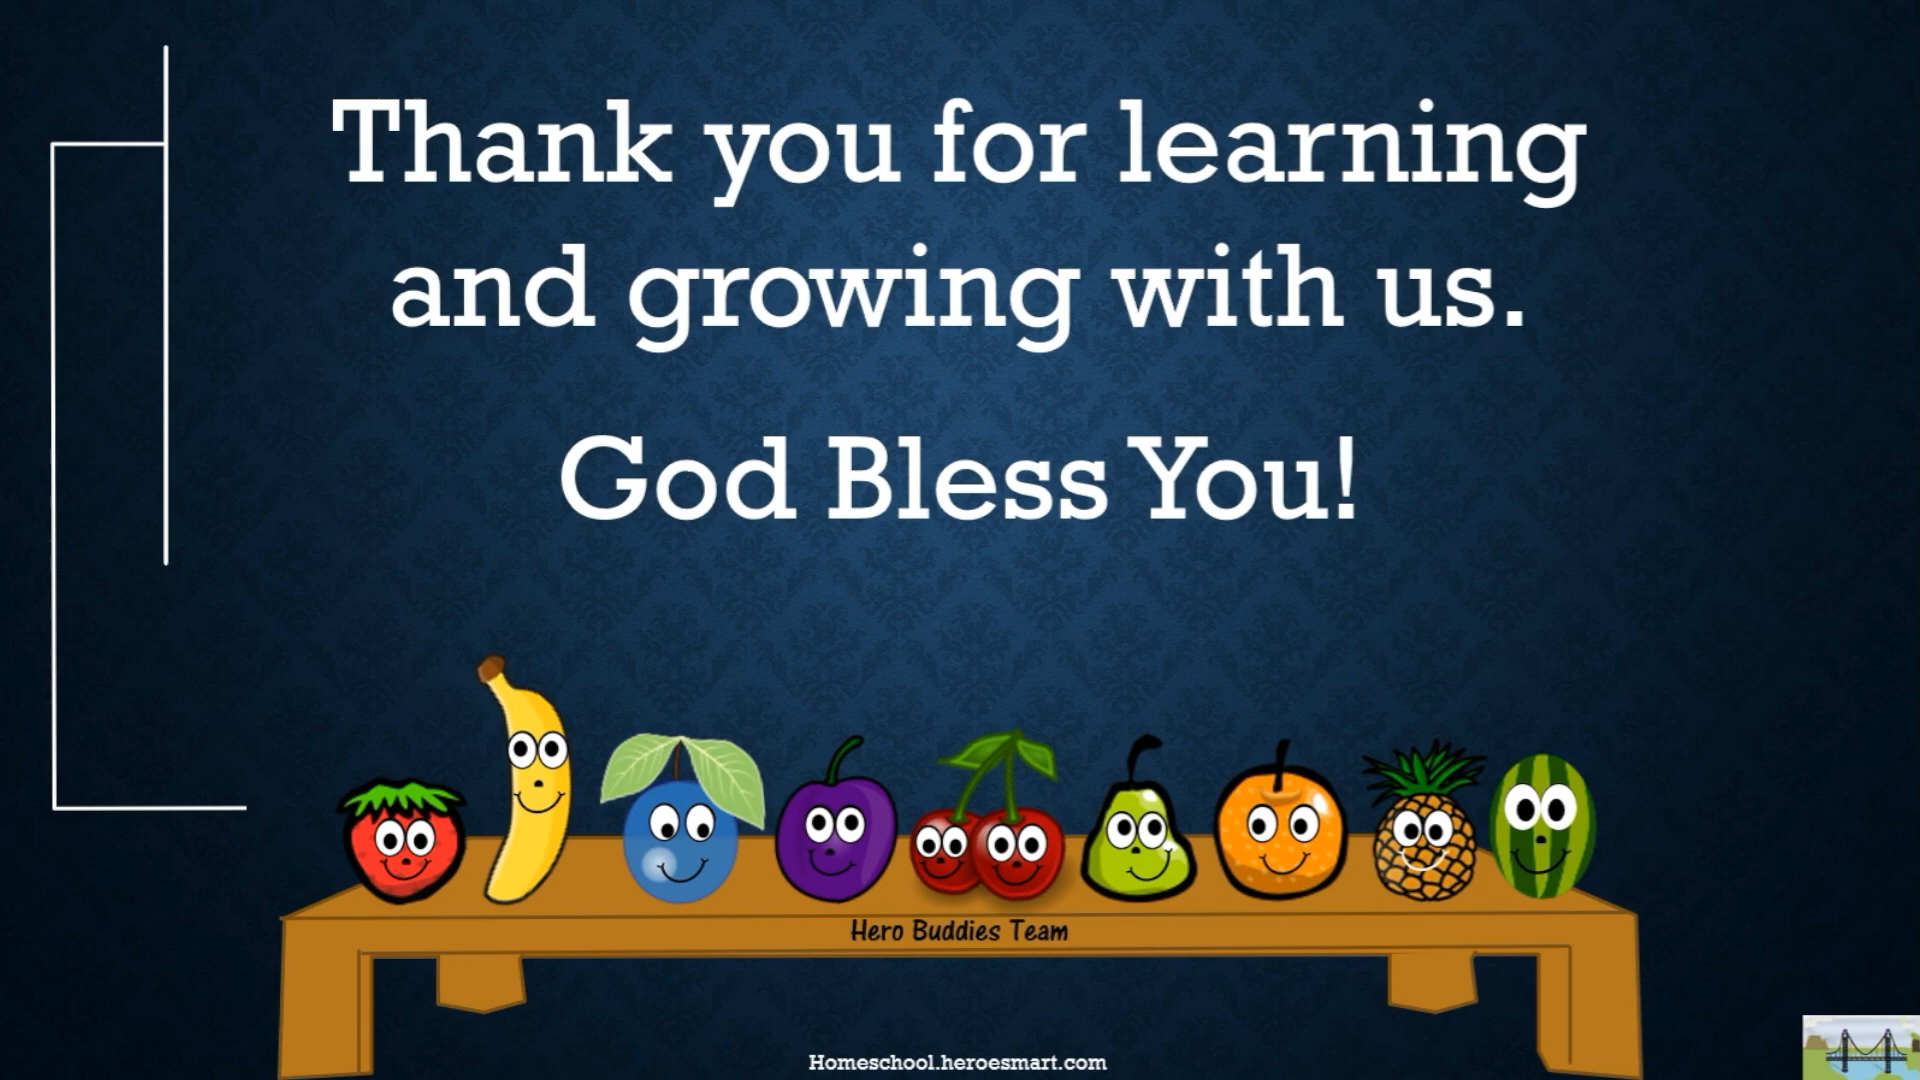 Thank you for learning
and growing with us.
God Bless You!
Hero Buddies Team
Homeschool.heroesmart.com